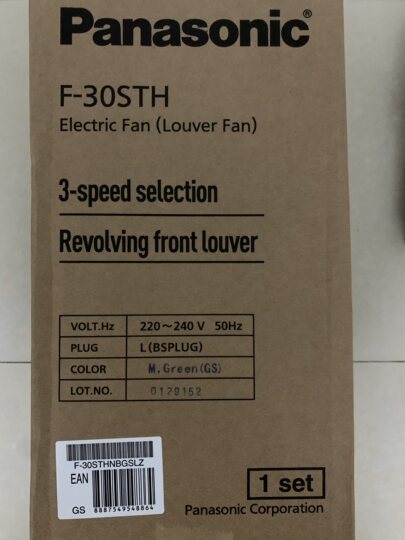 Panasonic®
F-30STH
Electric Fan (Louver Fan)
3-speed selection
Revolving front louver
VOLT.Hz 220～240 V 50Hz
PLUG L(BSPLUG)
COLOR M.Green(GS)
LOT.NO. 0129152
F-30STHNBGSLZ
EAN
GS 8887549548864
1 set
Panasonic Corporation